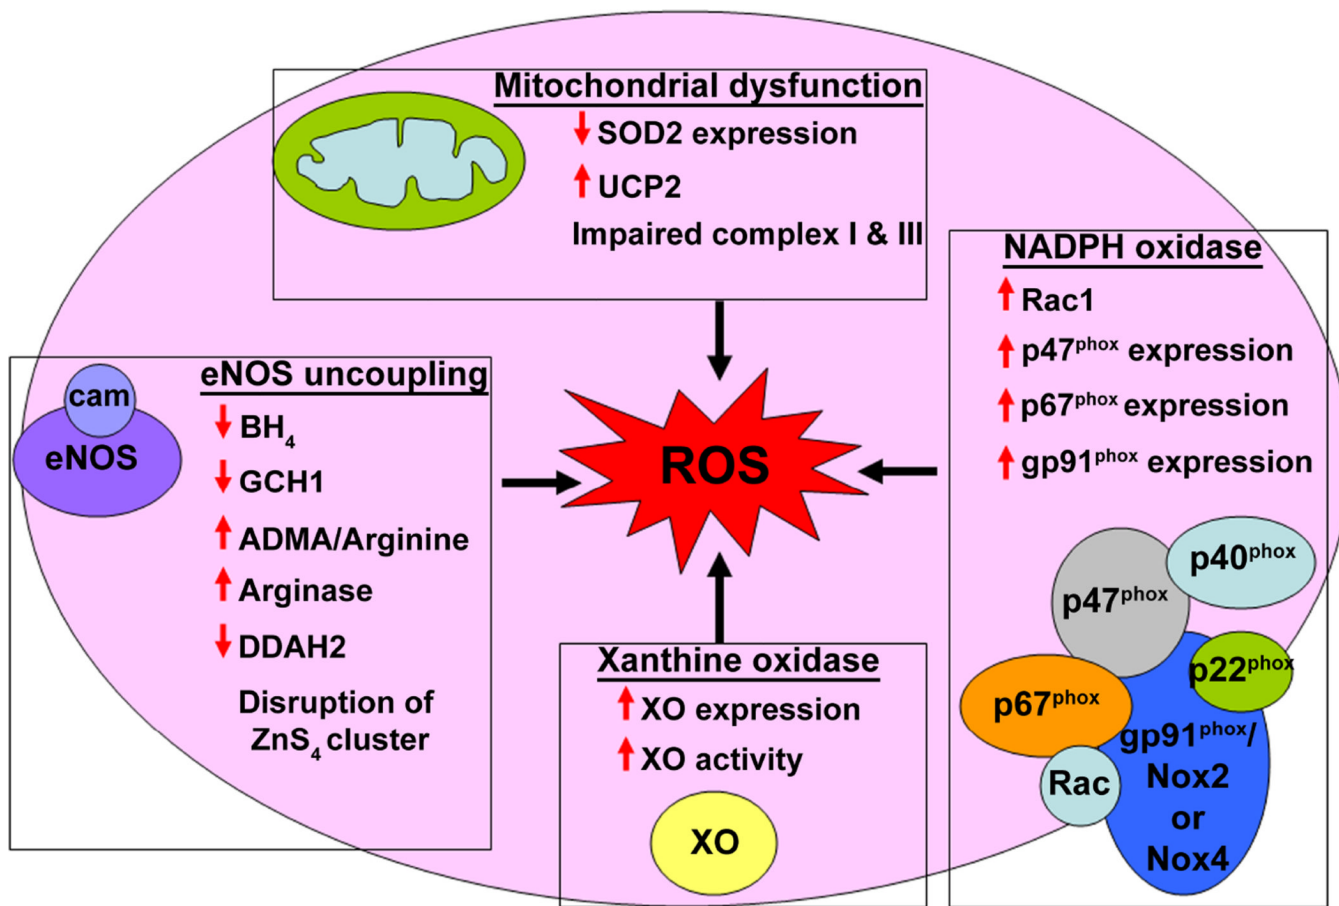 Mitochondrial dysfunction
SOD2 expression
UCP2
Impaired complex I & III
NADPH oxidase
Rac1
p47phox expression
p67phox expression
gp91phox expression
eNOS uncoupling
cam
eNOS
BH4
GCH1
ADMA/Arginine
Arginase
DDAH2
Disruption of
ZnS4 cluster
ROS
Xanthine oxidase
XO expression
XO activity
XO
p40phox
p47phox
p22phox
p67phox
gp91phox/
Nox2
or
Nox4
Rac